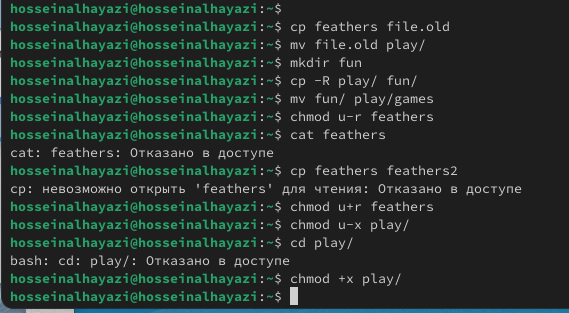 hosseinalhayazi@hosseinalhayazi:~$
hosseinalhayazi@hosseinalhayazi:~$ cp feathers file.old
hosseinalhayazi@hosseinalhayazi:~$ mv file.old play/
hosseinalhayazi@hosseinalhayazi:~$ mkdir fun
hosseinalhayazi@hosseinalhayazi:~$ cp -R play/ fun/
hosseinalhayazi@hosseinalhayazi:~$ mv fun/ play/games
hosseinalhayazi@hosseinalhayazi:~$ chmod u-r feathers
hosseinalhayazi@hosseinalhayazi:~$ cat feathers
cat: feathers: Отказано в доступе
hosseinalhayazi@hosseinalhayazi:~$ cp feathers feathers2
cp: невозможно открыть 'feathers' для чтения: Отказано в доступе
hosseinalhayazi@hosseinalhayazi:~$ chmod u+r feathers
hosseinalhayazi@hosseinalhayazi:~$ chmod u-x play/
hosseinalhayazi@hosseinalhayazi:~$ cd play/
bash: cd: play/: Отказано в доступе
hosseinalhayazi@hosseinalhayazi:~$ chmod +x play/
hosseinalhayazi@hosseinalhayazi:~$